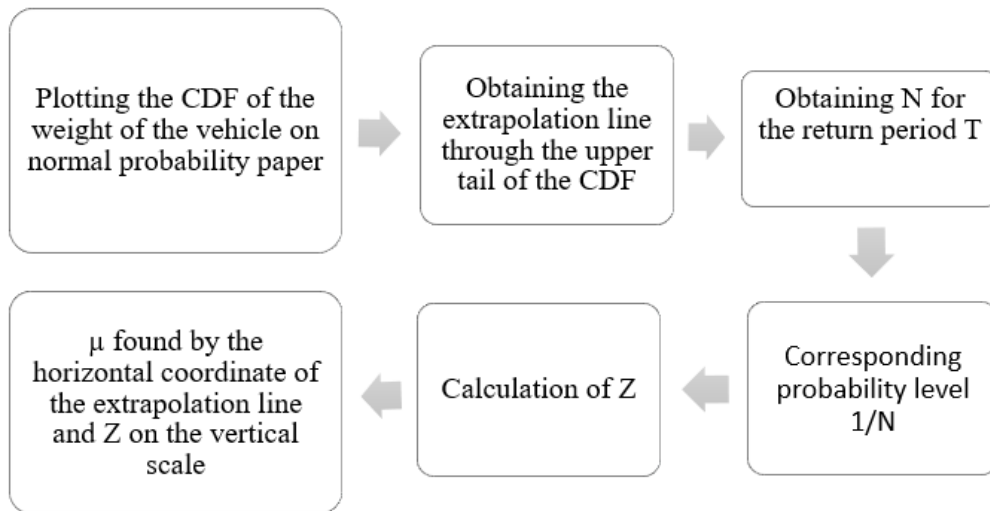 Plotting the CDF of the
weight of the vehicle on
normal probability paper
Obtaining the
extrapolation line
through the upper
tail of the CDF
Obtaining N for
the return period T
Corresponding
probability level
1/N
Calculation of Z
µ found by the
horizontal coordinate of
the extrapolation line
and Z on the vertical
scale